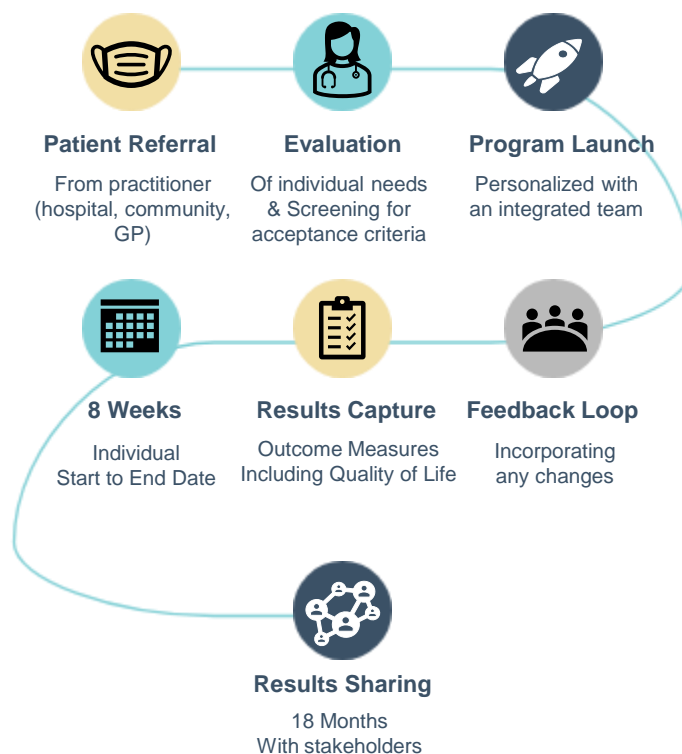 Patient Referral
From practitioner
(hospital, community,
GP)
Evaluation
Of individual needs
& Screening for
acceptance criteria
Program Launch
Personalized with
an integrated team
8 Weeks
Individual
Start to End Date
Results Capture
Outcome Measures
Including Quality of Life
Feedback Loop
Incorporating
any changes
Results Sharing
18 Months
With stakeholders